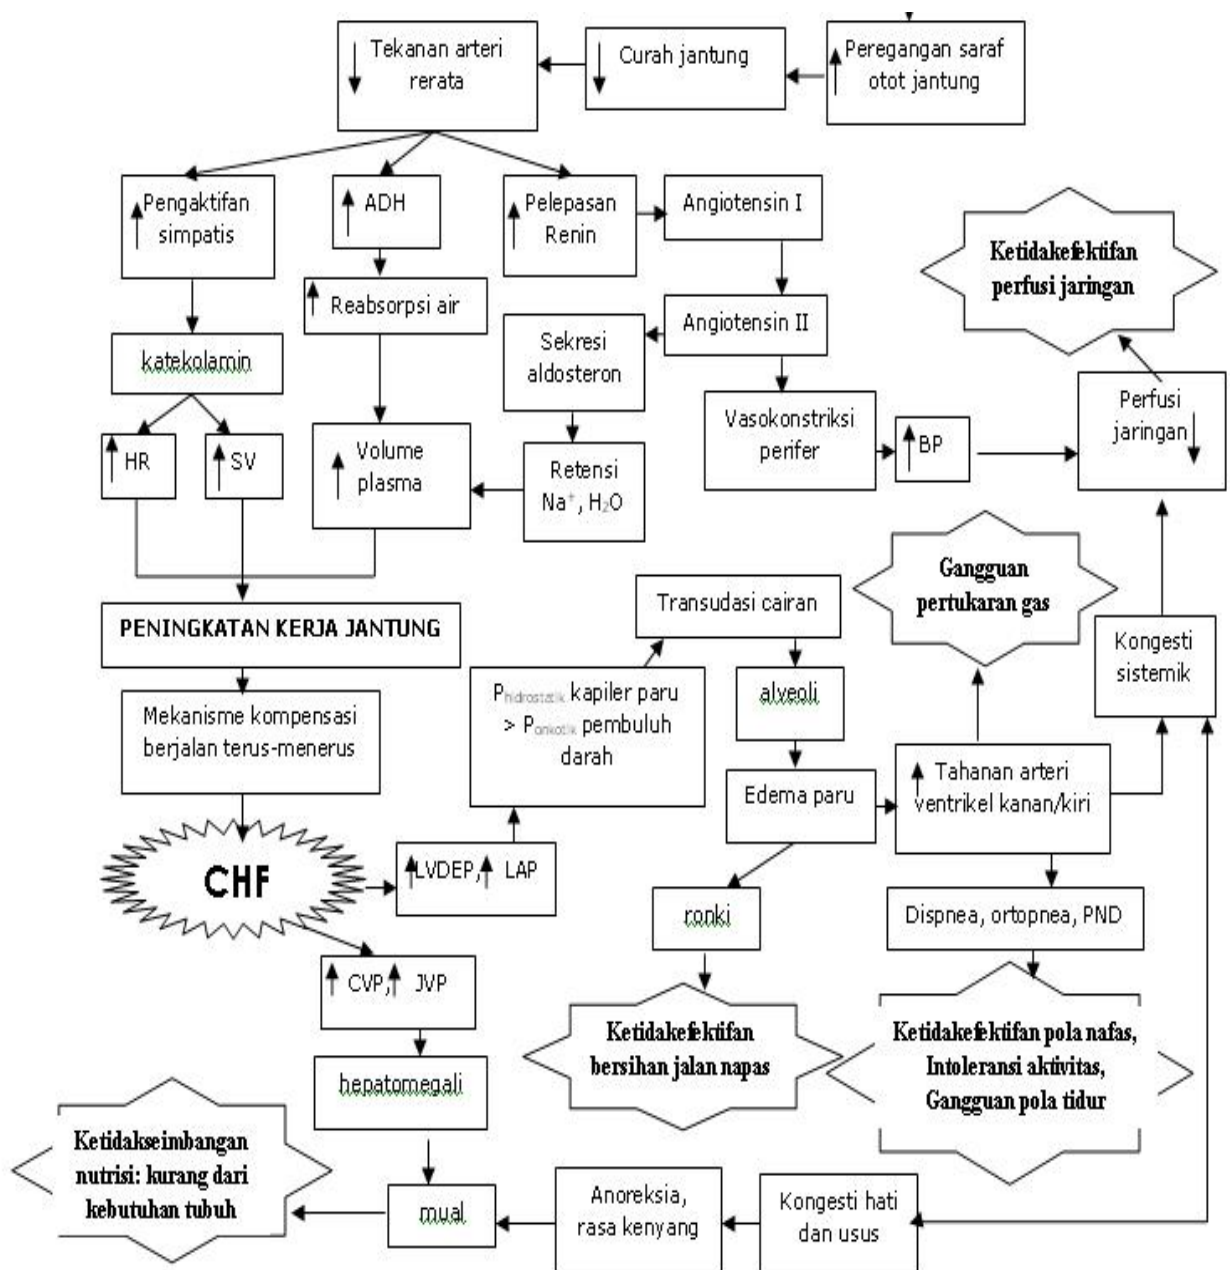 Tekanan arteri
rerata
Curah jantung
Peregangan saraf
otot jantung
Pengaktifan
simpatis
ADH
Pelepasan
Renin
Angiotensin I
Ketidakefektifan
perfusi jaringan
Reabsorpsi air
Angiotensin II
Sekresi
aldosteron
katekolamin
Perfusi
jaringan
Vasokonstriksi
perifer
BP
HR
SV
Volume
plasma
Retensi
Na⁺, H₂O
Gangguan
pertukaran gas
Transudasi cairan
PENINGKATAN KERJA JANTUNG
Kongesti
sistemik
P hidrostatik kapiler paru
> P onkotik pembuluh
darah
alveoli
Mekanisme kompensasi
berjalan terus-menerus
Edema paru
Tahanan arteri
ventrikel kanan/kiri
CHF
LVDEP, LAP
ronki
Dispnea, ortopnea, PND
CVP, JVP
Ketidakefektifan
bersihan jalan napas
Ketidakefektifan pola nafas,
Intoleransi aktivitas,
Gangguan pola tidur
hepatomegali
Ketidakseimbangan
nutrisi: kurang dari
kebutuhan tubuh
mual
Anoreksia,
rasa kenyang
Kongesti hati
dan usus